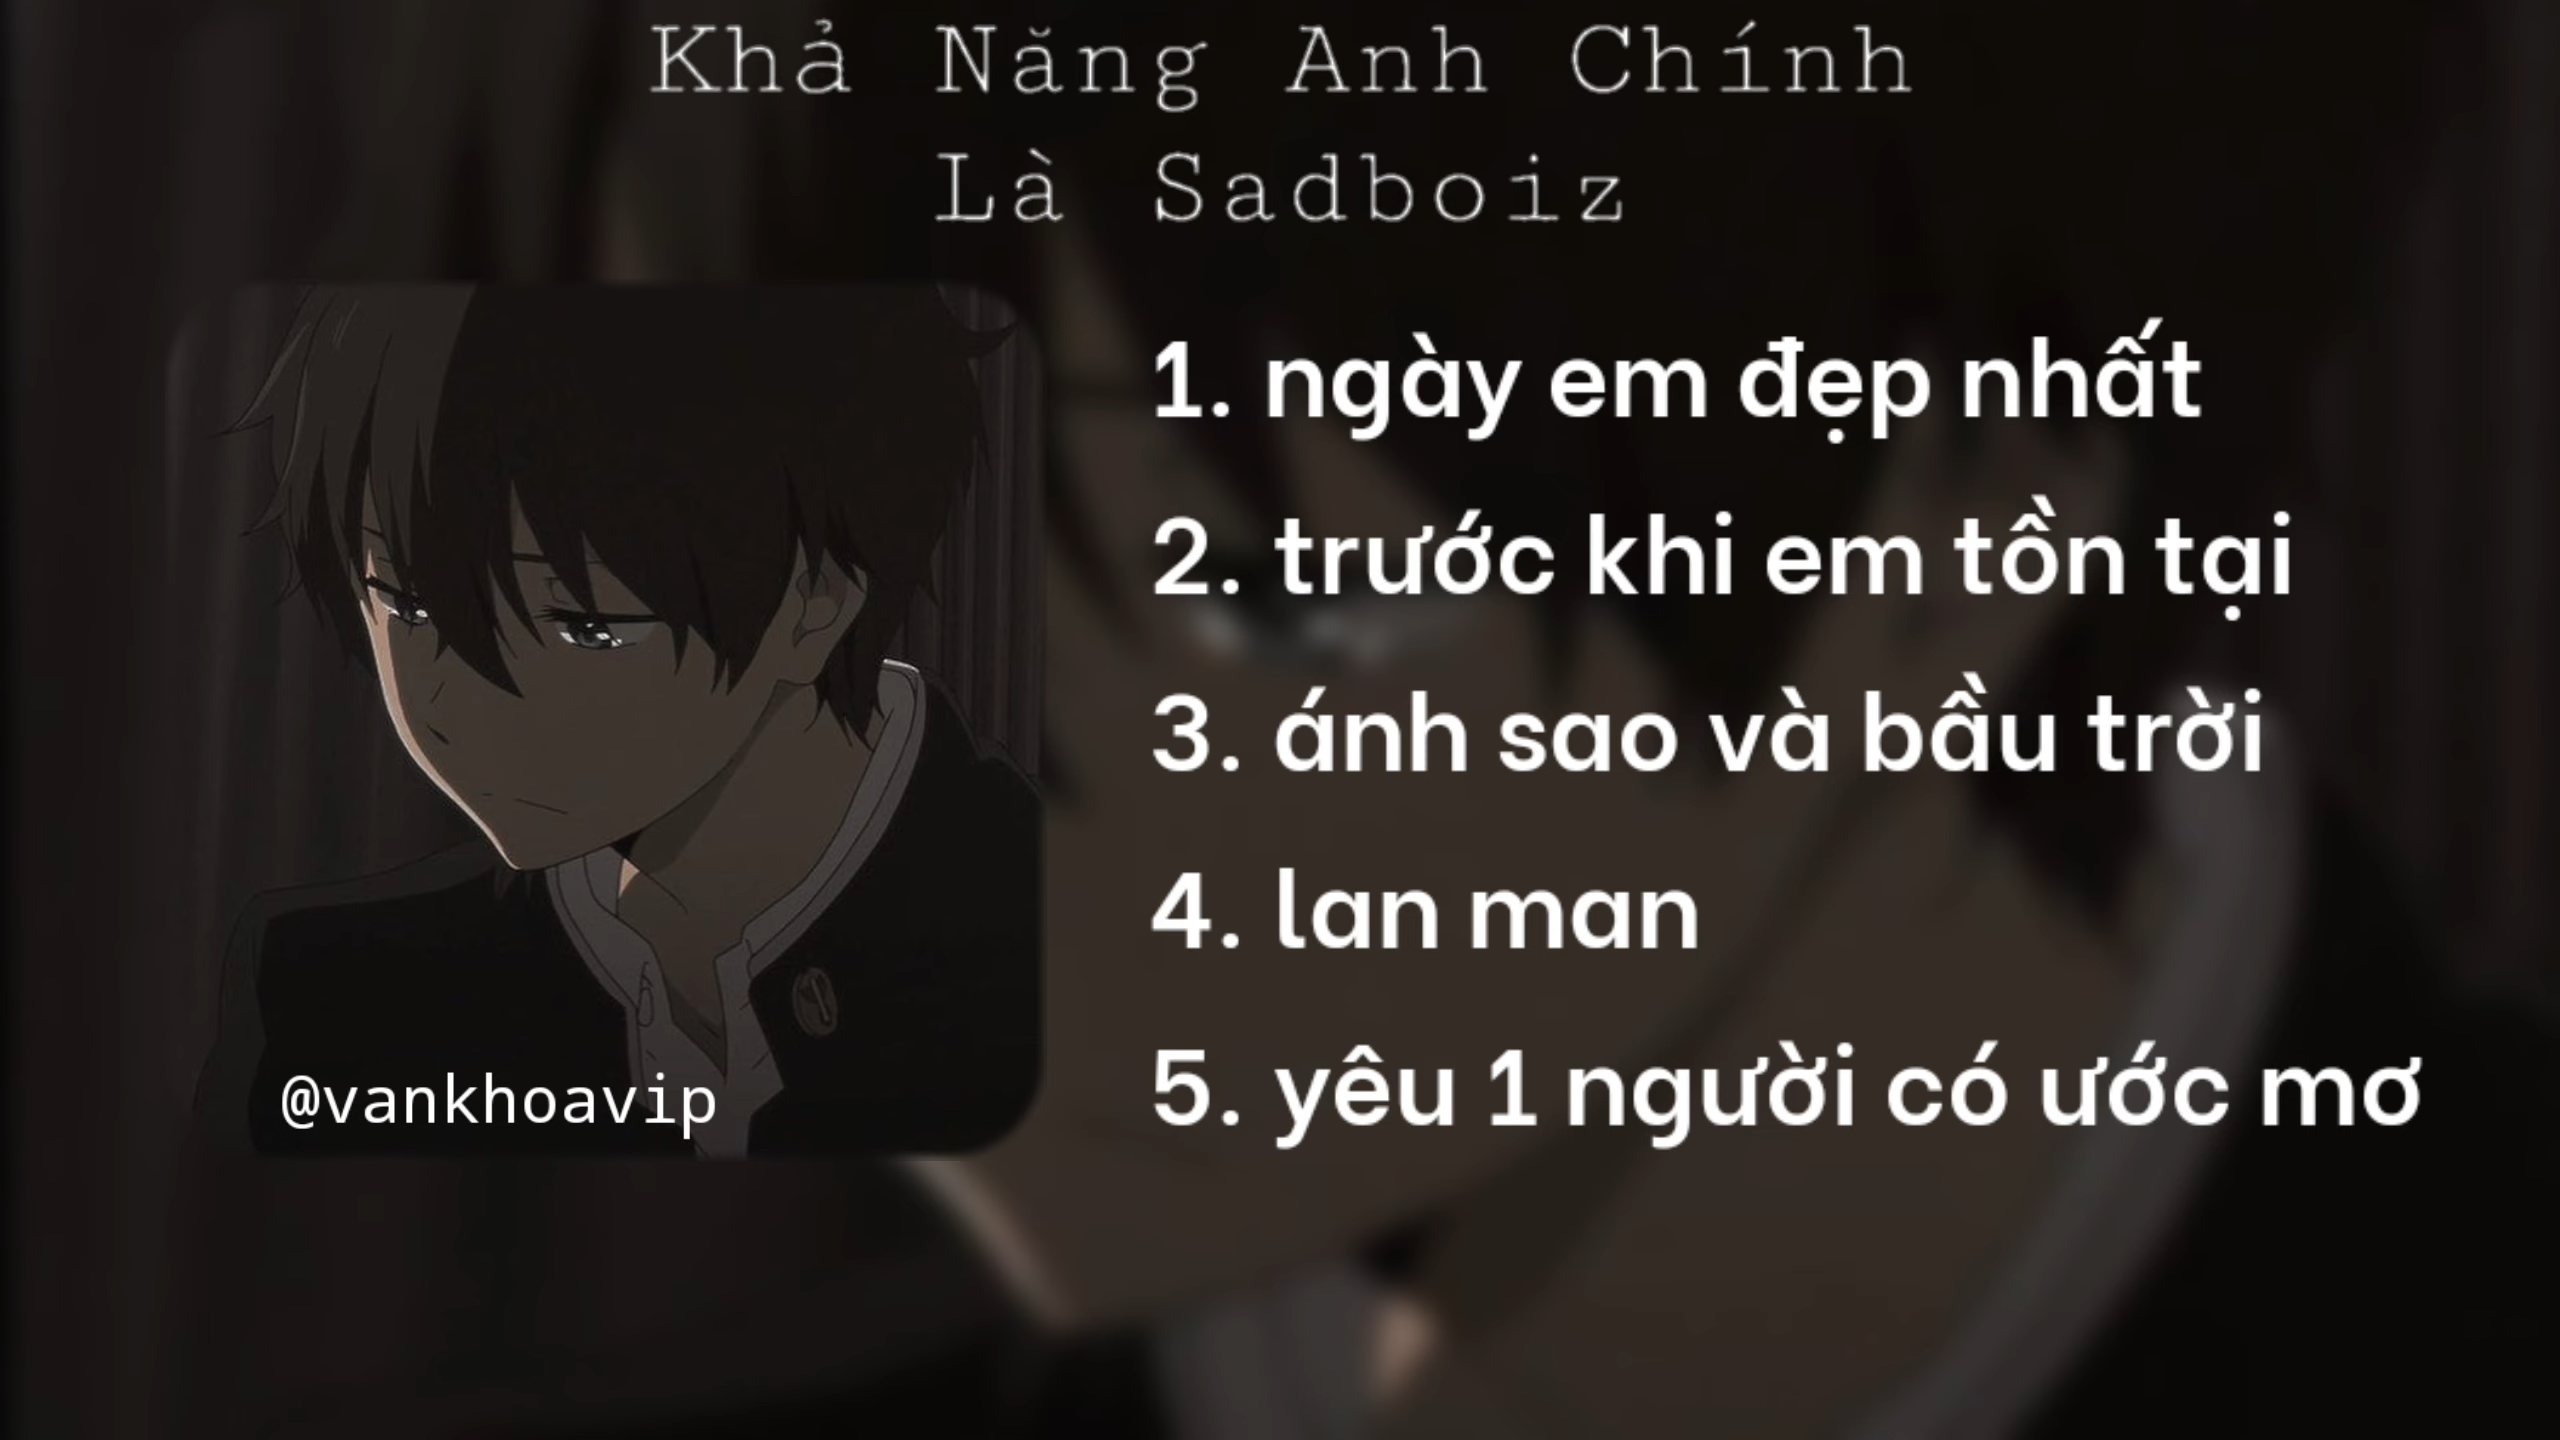 Khả Năng Anh Chính
Là Sadboiz
1. ngày em đẹp nhất
2. trước khi em tồn tại
3. ánh sao và bầu trời
4. lan man
5. yêu 1 người có ước mơ
@vankhoavip